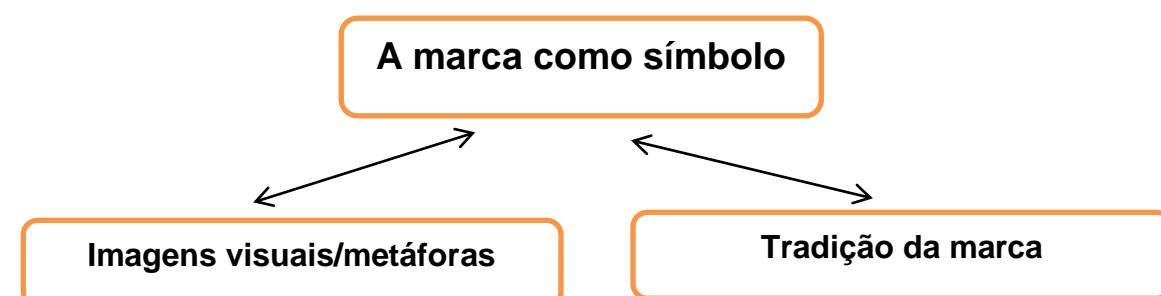 A marca como símbolo
Imagens visuais/metáforas
Tradição da marca